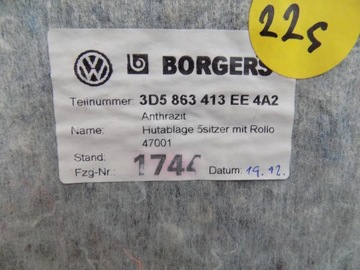 22s
BORGERS
Teilnummer: 3D5 863 413 EE 4A2
Anthrazit
Name: Hutablage 5sitzer mit Rollo
47001
Stand:
Fzg-Nr.: 1744 Datum: 19.12.